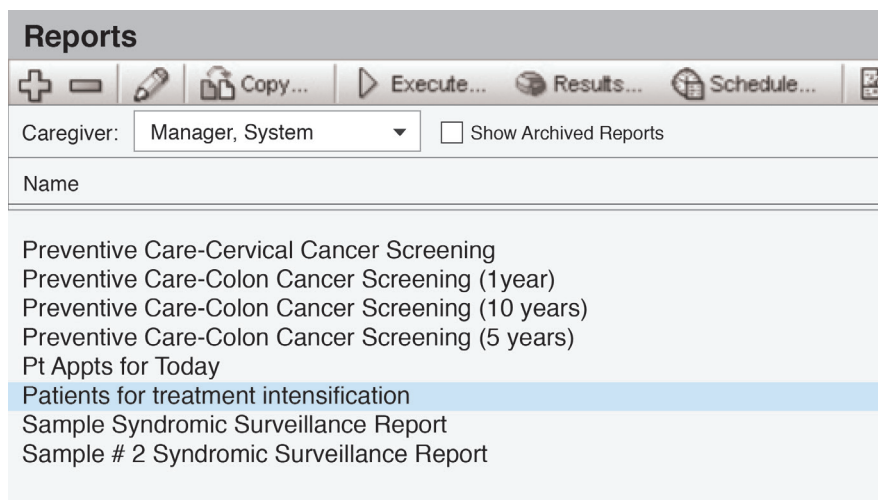 Reports
Copy... Execute... Results... Schedule...
Caregiver: Manager, System Show Archived Reports
Name
Preventive Care-Cervical Cancer Screening
Preventive Care-Colon Cancer Screening (1year)
Preventive Care-Colon Cancer Screening (10 years)
Preventive Care-Colon Cancer Screening (5 years)
Pt Appts for Today
Patients for treatment intensification
Sample Syndromic Surveillance Report
Sample # 2 Syndromic Surveillance Report